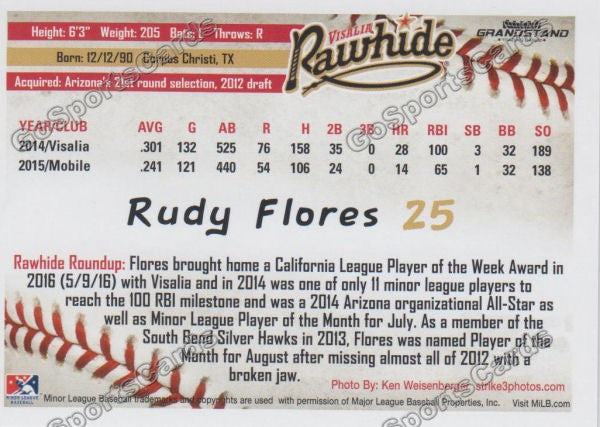 Height: 6'3" Weight: 205 Bats: Throws: R
Born: 12/12/90 Corpus Christi, TX
Acquired: Arizona's 21st round selection, 2012 draft
VISALIA
Rawhide
GRANDSTAND
YEAR/CLUB AVG G AB R H 2B 3B HR RBI SB BB SO
2014/Visalia .301 132 525 76 158 35 0 28 100 3 32 189
2015/Mobile .241 121 440 54 106 24 0 14 65 1 32 138
Rudy Flores 25
Rawhide Roundup: Flores brought home a California League Player of the Week Award in
2016 (5/9/16) with Visalia and in 2014 was one of only 11 minor league players to
reach the 100 RBI milestone and was a 2014 Arizona organizational All-Star as
well as Minor League Player of the Month for July. As a member of the
South Bend Silver Hawks in 2013, Flores was named Player of the
Month for August after missing almost all of 2012 with a
broken jaw.
Photo By: Ken Weisenberger strike3photos.com
MINOR LEAGUE
BASEBALL
Minor League Baseball trademarks and copyrights are used with permission of Major League Baseball Properties, Inc. Visit MiLB.com
GoSportsCards
GoSportsCards
GoSportsCards
GoSportsCards